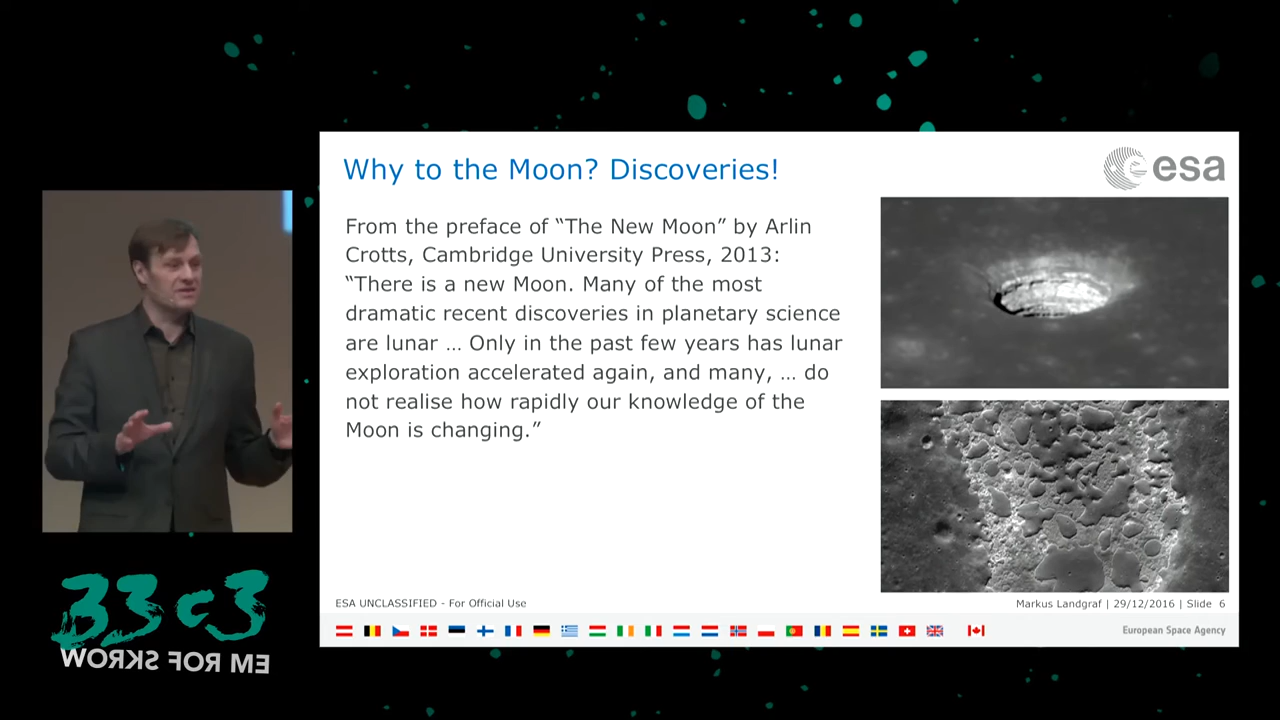 Why to the Moon? Discoveries!
esa
From the preface of “The New Moon” by Arlin
Crotts, Cambridge University Press, 2013:
“There is a new Moon. Many of the most
dramatic recent discoveries in planetary science
are lunar … Only in the past few years has lunar
exploration accelerated again, and many, … do
not realise how rapidly our knowledge of the
Moon is changing.”
ESA UNCLASSIFIED - For Official Use
Markus Landgraf | 29/12/2016 | Slide 6
European Space Agency
33c3
WORKS FOR ME